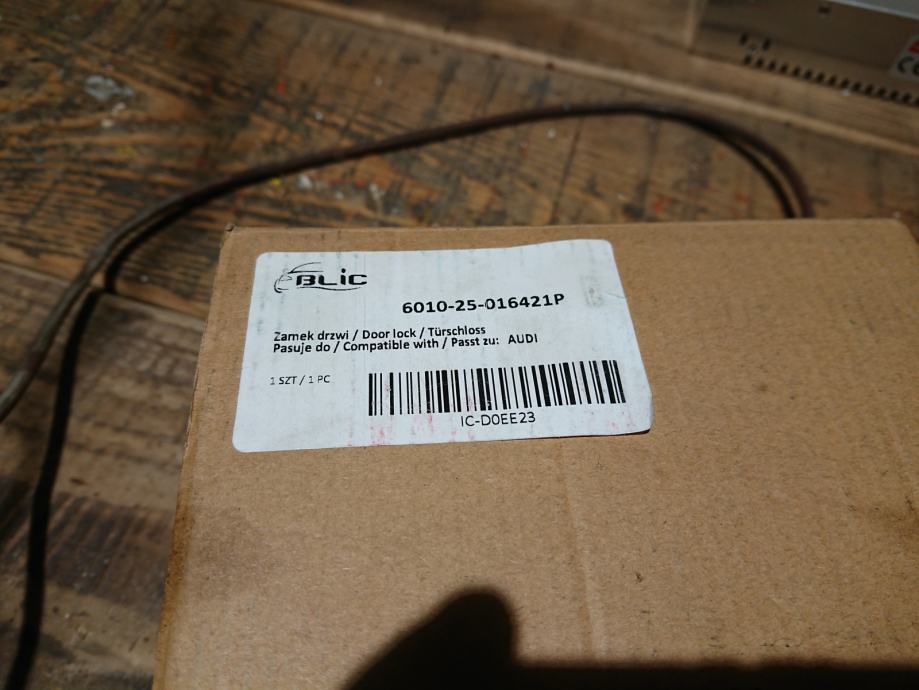 BLiC
6010-25-016421P
Zamek drzwi / Door lock / Türschloss
Pasuje do / Compatible with / Passt zu: AUDI
1 SZT / 1 PC
IC-D0EE23
CE